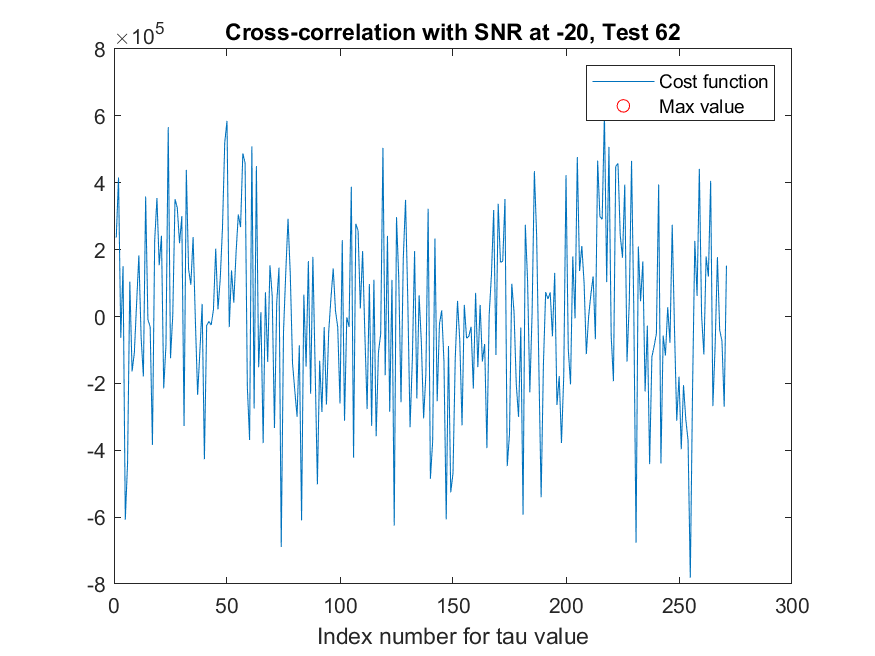 Cross-correlation with SNR at -20, Test 62
×10^5
Cost function
Max value
8
6
4
2
0
-2
-4
-6
-8
0 50 100 150 200 250 300
Index number for tau value